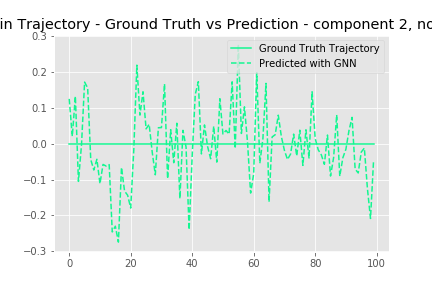 in Trajectory - Ground Truth vs Prediction - component 2, no
Ground Truth Trajectory
Predicted with GNN
0.3
0.2
0.1
0.0
−0.1
−0.2
−0.3
0 20 40 60 80 100